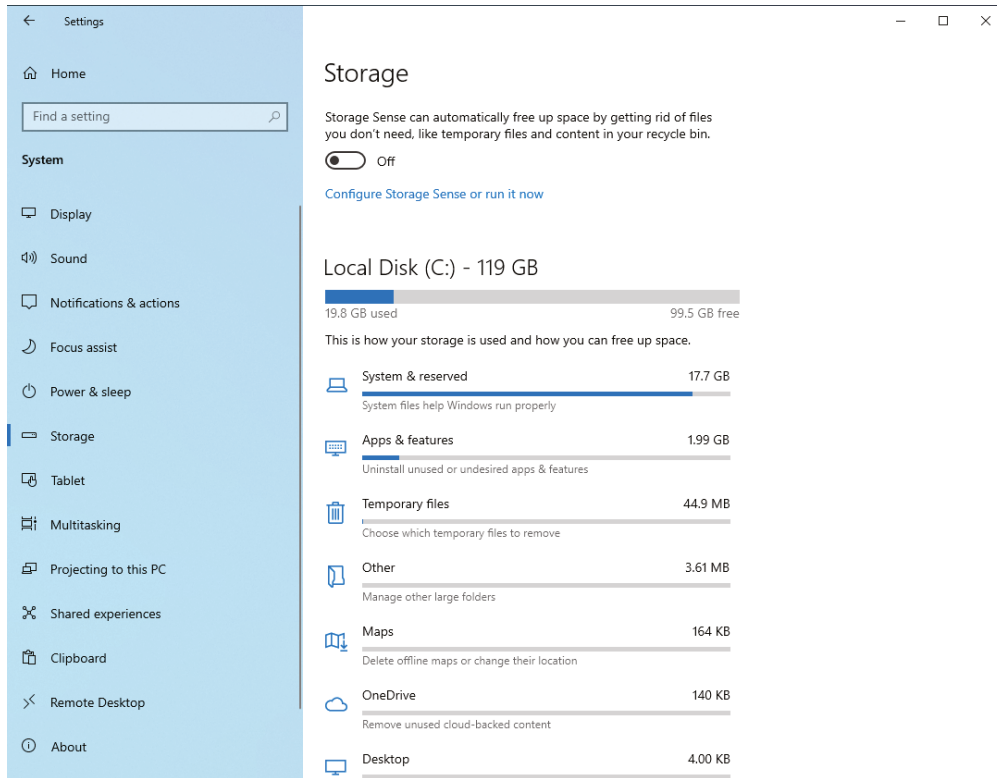 Settings
Home
Find a setting
System
Display
Sound
Notifications & actions
Focus assist
Power & sleep
Storage
Tablet
Multitasking
Projecting to this PC
Shared experiences
Clipboard
Remote Desktop
About
Storage
Storage Sense can automatically free up space by getting rid of files
you don't need, like temporary files and content in your recycle bin.
Off
Configure Storage Sense or run it now
Local Disk (C:) - 119 GB
19.8 GB used 99.5 GB free
This is how your storage is used and how you can free up space.
System & reserved 17.7 GB
System files help Windows run properly
Apps & features 1.99 GB
Uninstall unused or undesired apps & features
Temporary files 44.9 MB
Choose which temporary files to remove
Other 3.61 MB
Manage other large folders
Maps 164 KB
Delete offline maps or change their location
OneDrive 140 KB
Remove unused cloud-backed content
Desktop 4.00 KB